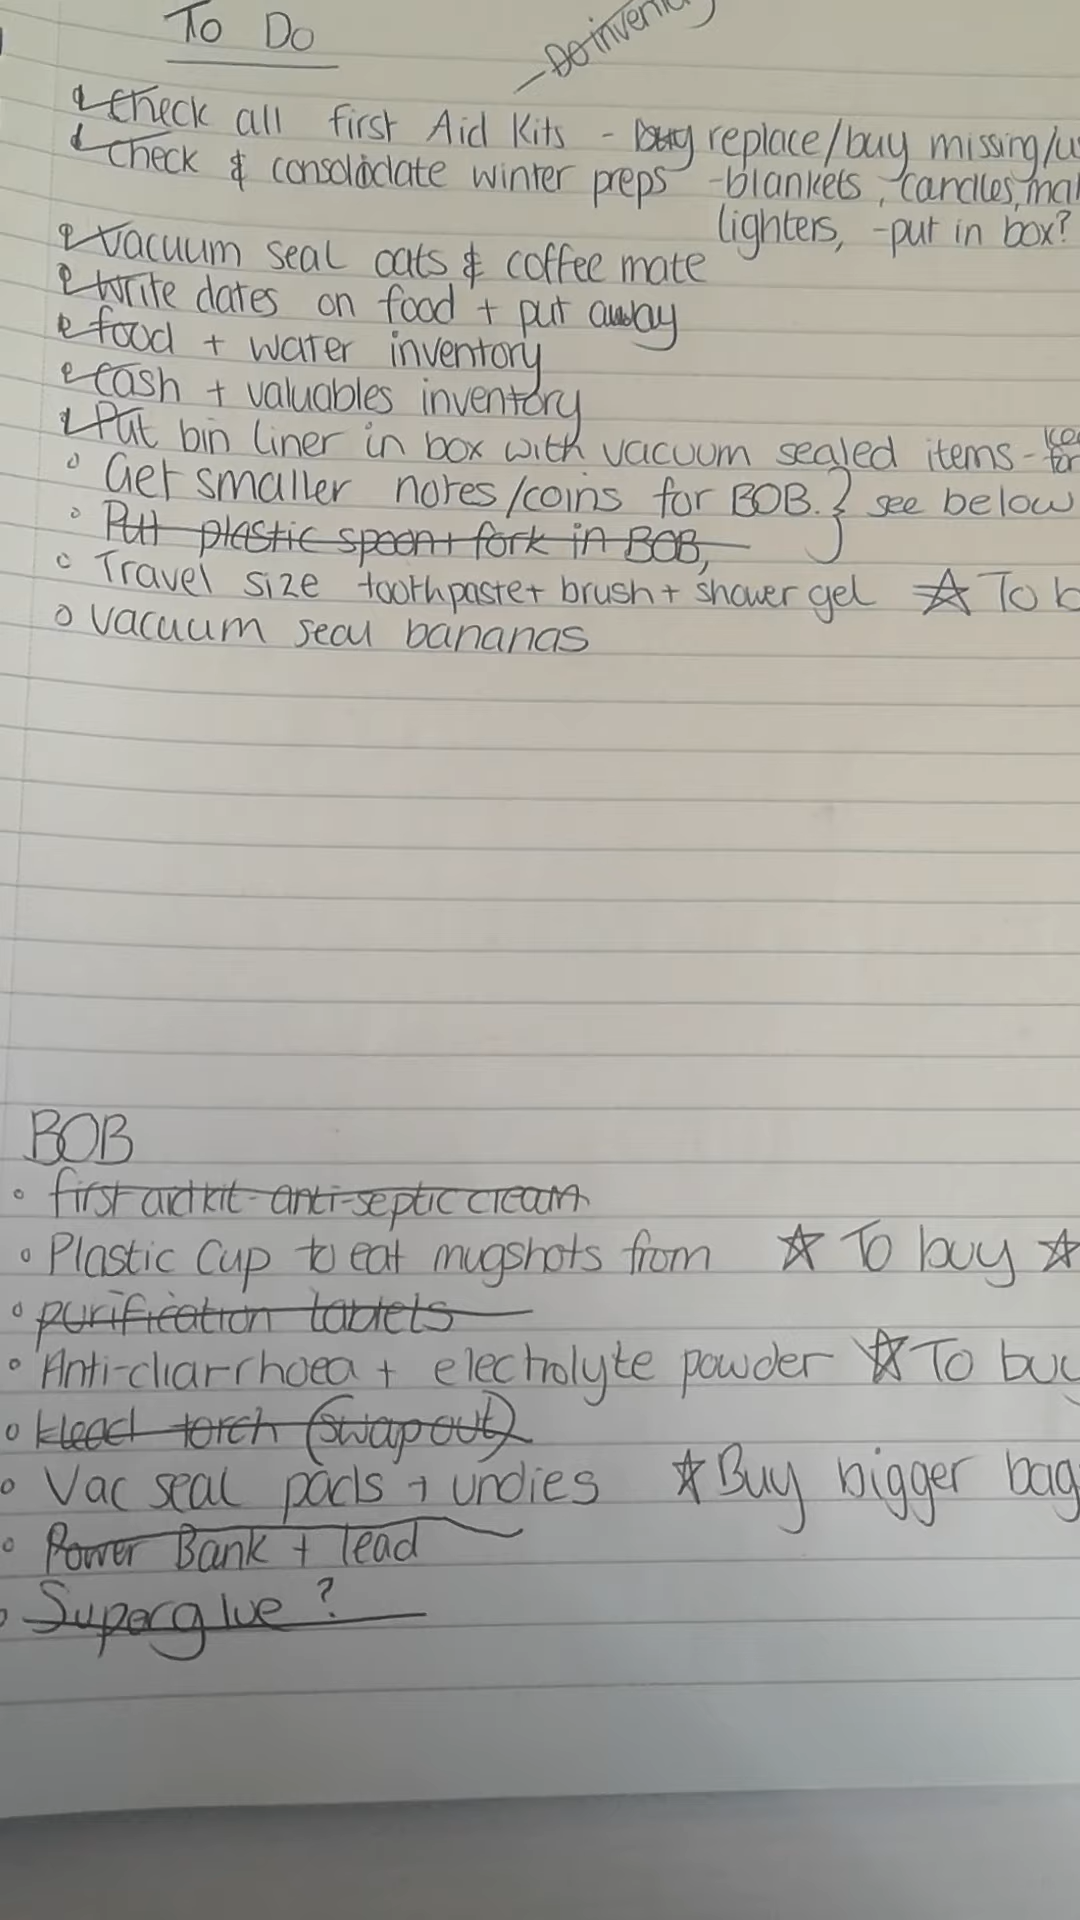 To Do
- Do inventory
Check all first Aid Kits - buy replace/buy missing/u
Check & consolidate winter preps - blankets, candles, mat
lighters, - put in box?
Vacuum seal oats & coffee mate
Write dates on food + put away
food + water inventory
Cash + valuables inventory
Put bin liner in box with vacuum sealed items -
for
Get smaller notes/coins for BOB. } see below
Put plastic spoon + fork in BOB,
Travel size toothpaste + brush + shower gel ☆ To b
Vacuum seal bananas
BOB
first aid kit - anti-septic cream
Plastic Cup to eat mugshots from ☆ To buy ☆
purification tablets
Anti-diarrhoea + electrolyte powder ☆ To buy
Head torch (swap out)
Vac seal pads + undies ☆ Buy bigger bag
Power Bank + lead
Superglue?